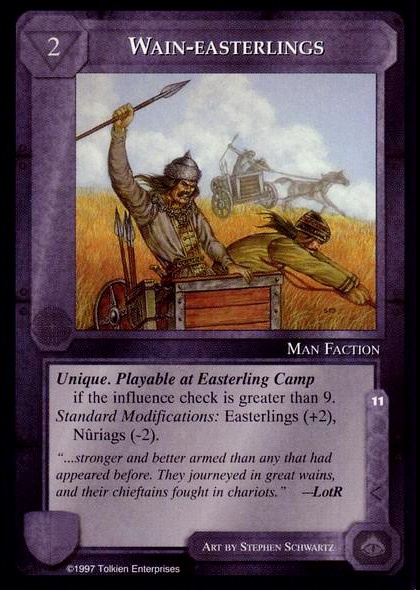 2
WAIN-EASTERLINGS
MAN FACTION
Unique. Playable at Easterling Camp
if the influence check is greater than 9.
Standard Modifications: Easterlings (+2),
Nûriags (-2).
11
“...stronger and better armed than any that had
appeared before. They journeyed in great wains,
and their chieftains fought in chariots.” —LotR
ART BY STEPHEN SCHWARTZ
©1997 Tolkien Enterprises